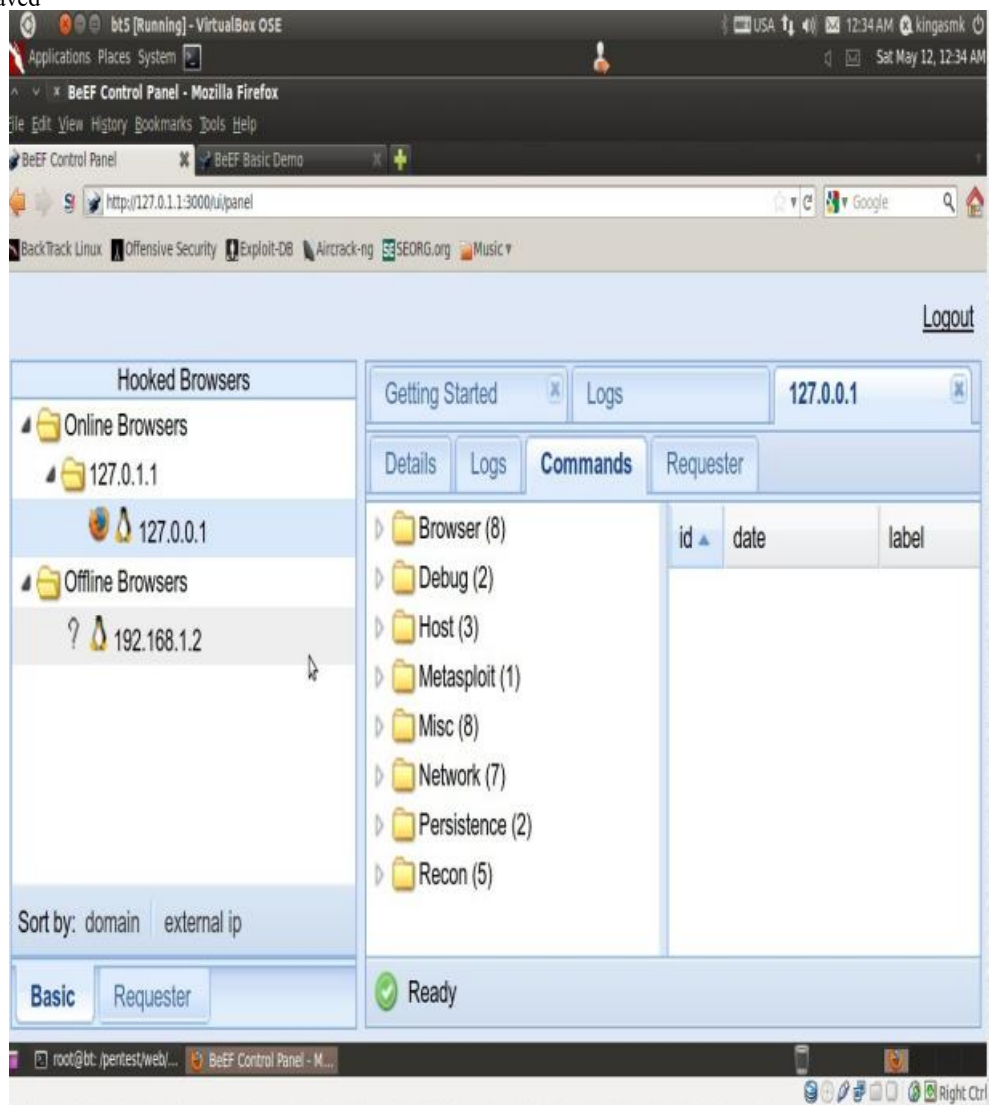 bt5 [Running] - VirtualBox OSE
USA 12:34 AM kingasmk
Applications Places System
Sat May 12, 12:34 AM
BeEF Control Panel - Mozilla Firefox
File Edit View History Bookmarks Tools Help
BeEF Control Panel
BeEF Basic Demo
http://127.0.1.1:3000/ui/panel
Google
BackTrack Linux Offensive Security Exploit-DB Aircrack-ng SEORG.org Music
Logout
Hooked Browsers
Online Browsers
127.0.1.1
127.0.0.1
Offline Browsers
? 192.168.1.2
Sort by: domain external ip
Basic Requester
Getting Started Logs 127.0.0.1
Details Logs Commands Requester
Browser (8)
Debug (2)
Host (3)
Metasploit (1)
Misc (8)
Network (7)
Persistence (2)
Recon (5)
id date label
Ready
root@bt: /pentest/web/... BeEF Control Panel - M...
Right Ctrl